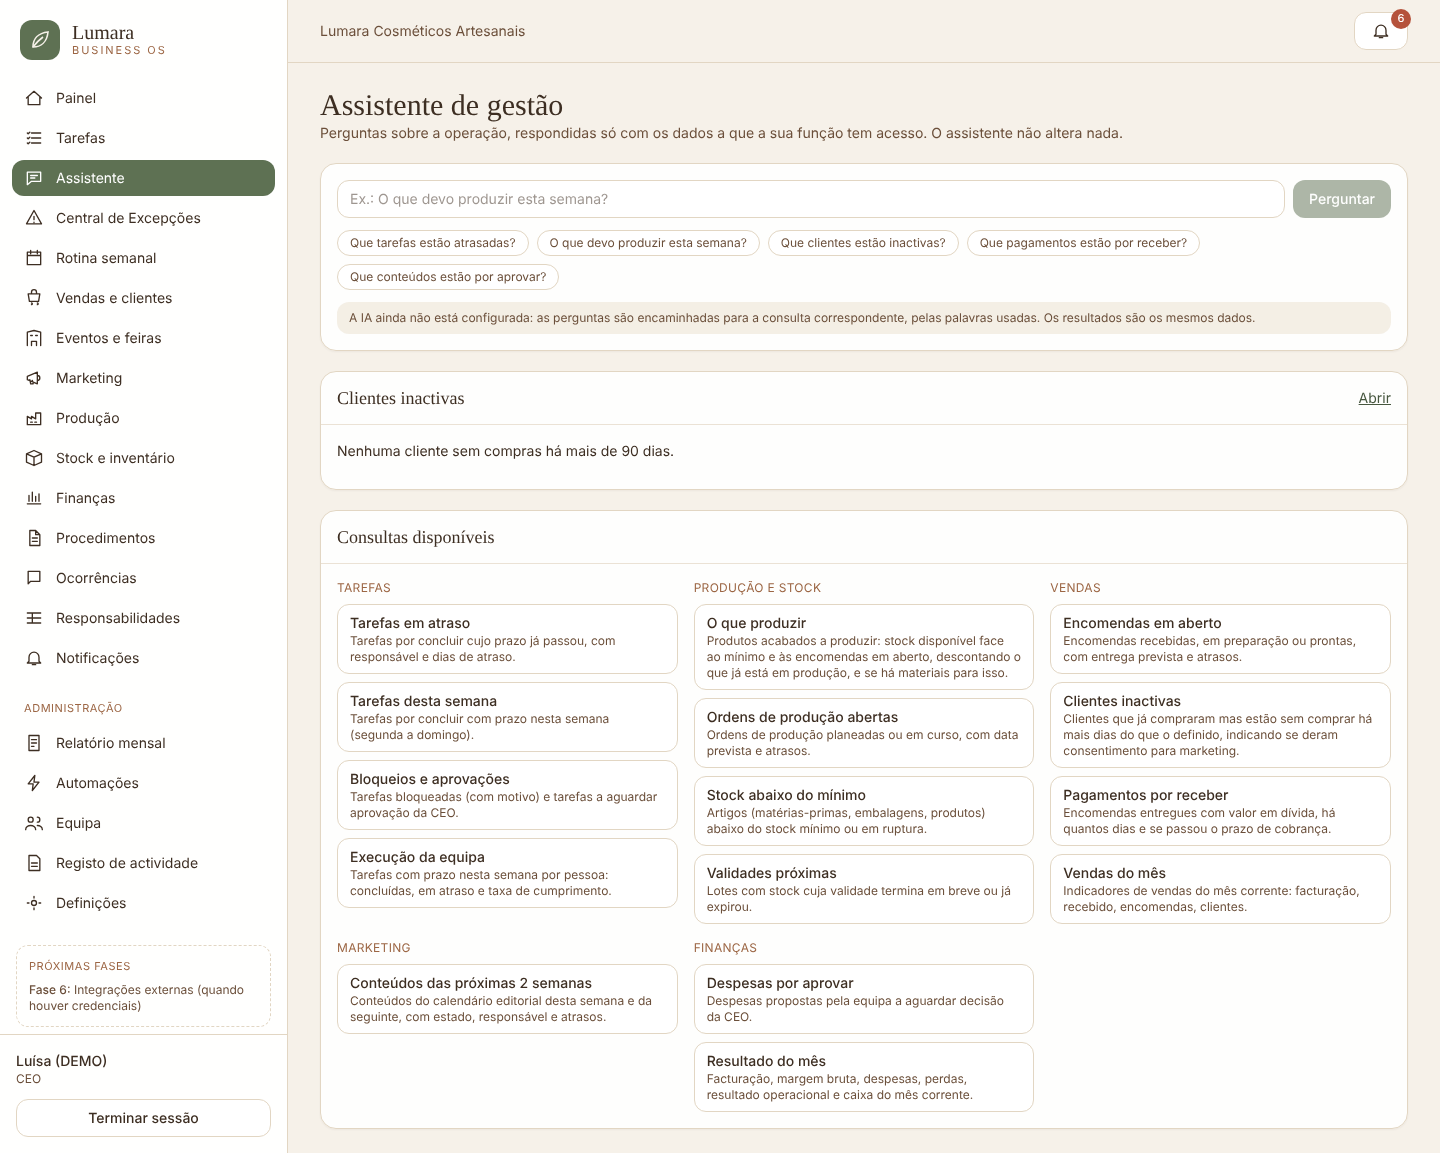 Lumara
BUSINESS OS
Painel
Tarefas
Assistente
Central de Excepções
Rotina semanal
Vendas e clientes
Eventos e feiras
Marketing
Produção
Stock e inventário
Finanças
Procedimentos
Ocorrências
Responsabilidades
Notificações
ADMINISTRAÇÃO
Relatório mensal
Automações
Equipa
Registo de actividade
Definições
PRÓXIMAS FASES
Fase 6: Integrações externas (quando
houver credenciais)
Luísa (DEMO)
CEO
Terminar sessão
Lumara Cosméticos Artesanais
6
Assistente de gestão
Perguntas sobre a operação, respondidas só com os dados a que a sua função tem acesso. O assistente não altera nada.
Ex.: O que devo produzir esta semana?
Perguntar
Que tarefas estão atrasadas?
O que devo produzir esta semana?
Que clientes estão inactivas?
Que pagamentos estão por receber?
Que conteúdos estão por aprovar?
A IA ainda não está configurada: as perguntas são encaminhadas para a consulta correspondente, pelas palavras usadas. Os resultados são os mesmos dados.
Clientes inactivas
Abrir
Nenhuma cliente sem compras há mais de 90 dias.
Consultas disponíveis
TAREFAS
Tarefas em atraso
Tarefas por concluir cujo prazo já passou, com
responsável e dias de atraso.
Tarefas desta semana
Tarefas por concluir com prazo nesta semana
(segunda a domingo).
Bloqueios e aprovações
Tarefas bloqueadas (com motivo) e tarefas a aguardar
aprovação da CEO.
Execução da equipa
Tarefas com prazo nesta semana por pessoa:
concluídas, em atraso e taxa de cumprimento.
PRODUÇÃO E STOCK
O que produzir
Produtos acabados a produzir: stock disponível face
ao mínimo e às encomendas em aberto, descontando o
que já está em produção, e se há materiais para isso.
Ordens de produção abertas
Ordens de produção planeadas ou em curso, com data
prevista e atrasos.
Stock abaixo do mínimo
Artigos (matérias-primas, embalagens, produtos)
abaixo do stock mínimo ou em ruptura.
Validades próximas
Lotes com stock cuja validade termina em breve ou já
expirou.
VENDAS
Encomendas em aberto
Encomendas recebidas, em preparação ou prontas,
com entrega prevista e atrasos.
Clientes inactivas
Clientes que já compraram mas estão sem comprar há
mais dias do que o definido, indicando se deram
consentimento para marketing.
Pagamentos por receber
Encomendas entregues com valor em dívida, há
quantos dias e se passou o prazo de cobrança.
Vendas do mês
Indicadores de vendas do mês corrente: facturação,
recebido, encomendas, clientes.
MARKETING
Conteúdos das próximas 2 semanas
Conteúdos do calendário editorial desta semana e da
seguinte, com estado, responsável e atrasos.
FINANÇAS
Despesas por aprovar
Despesas propostas pela equipa a aguardar decisão
da CEO.
Resultado do mês
Facturação, margem bruta, despesas, perdas,
resultado operacional e caixa do mês corrente.